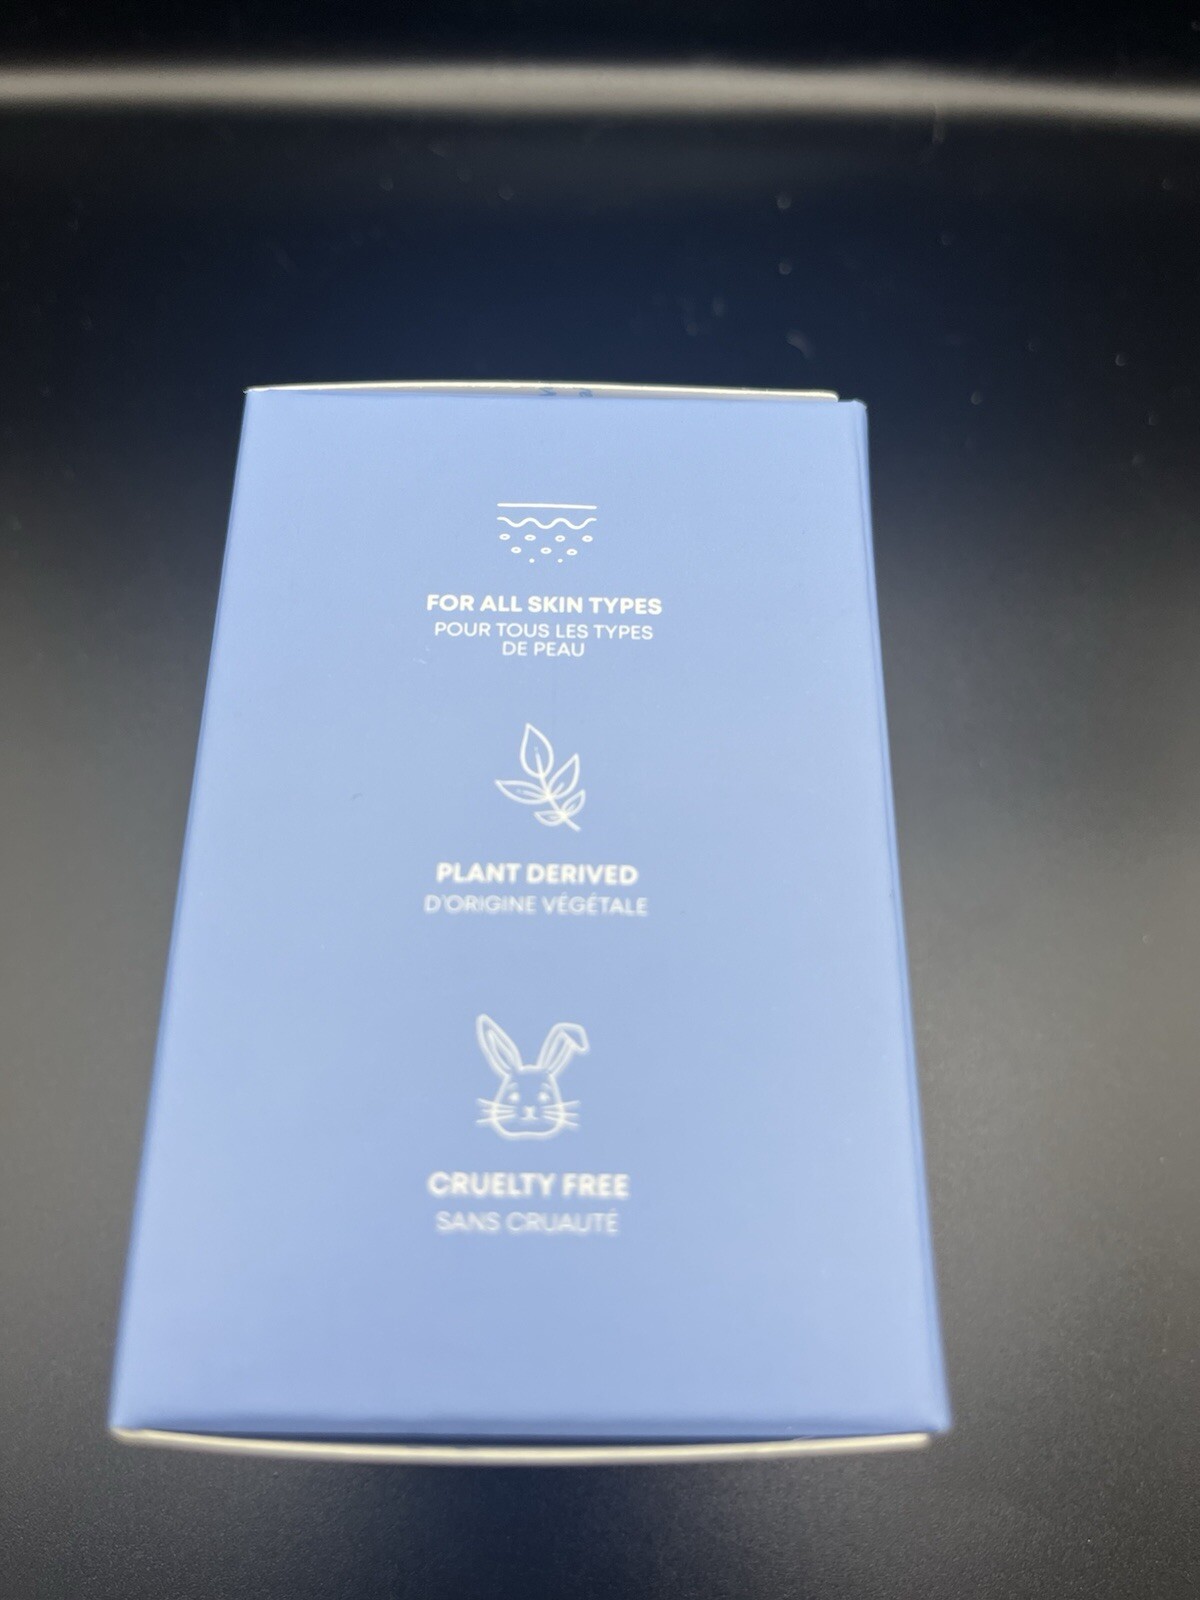 FOR ALL SKIN TYPES
POUR TOUS LES TYPES
DE PEAU
PLANT DERIVED
D'ORIGINE VÉGÉTALE
CRUELTY FREE
SANS CRUAUTÉ